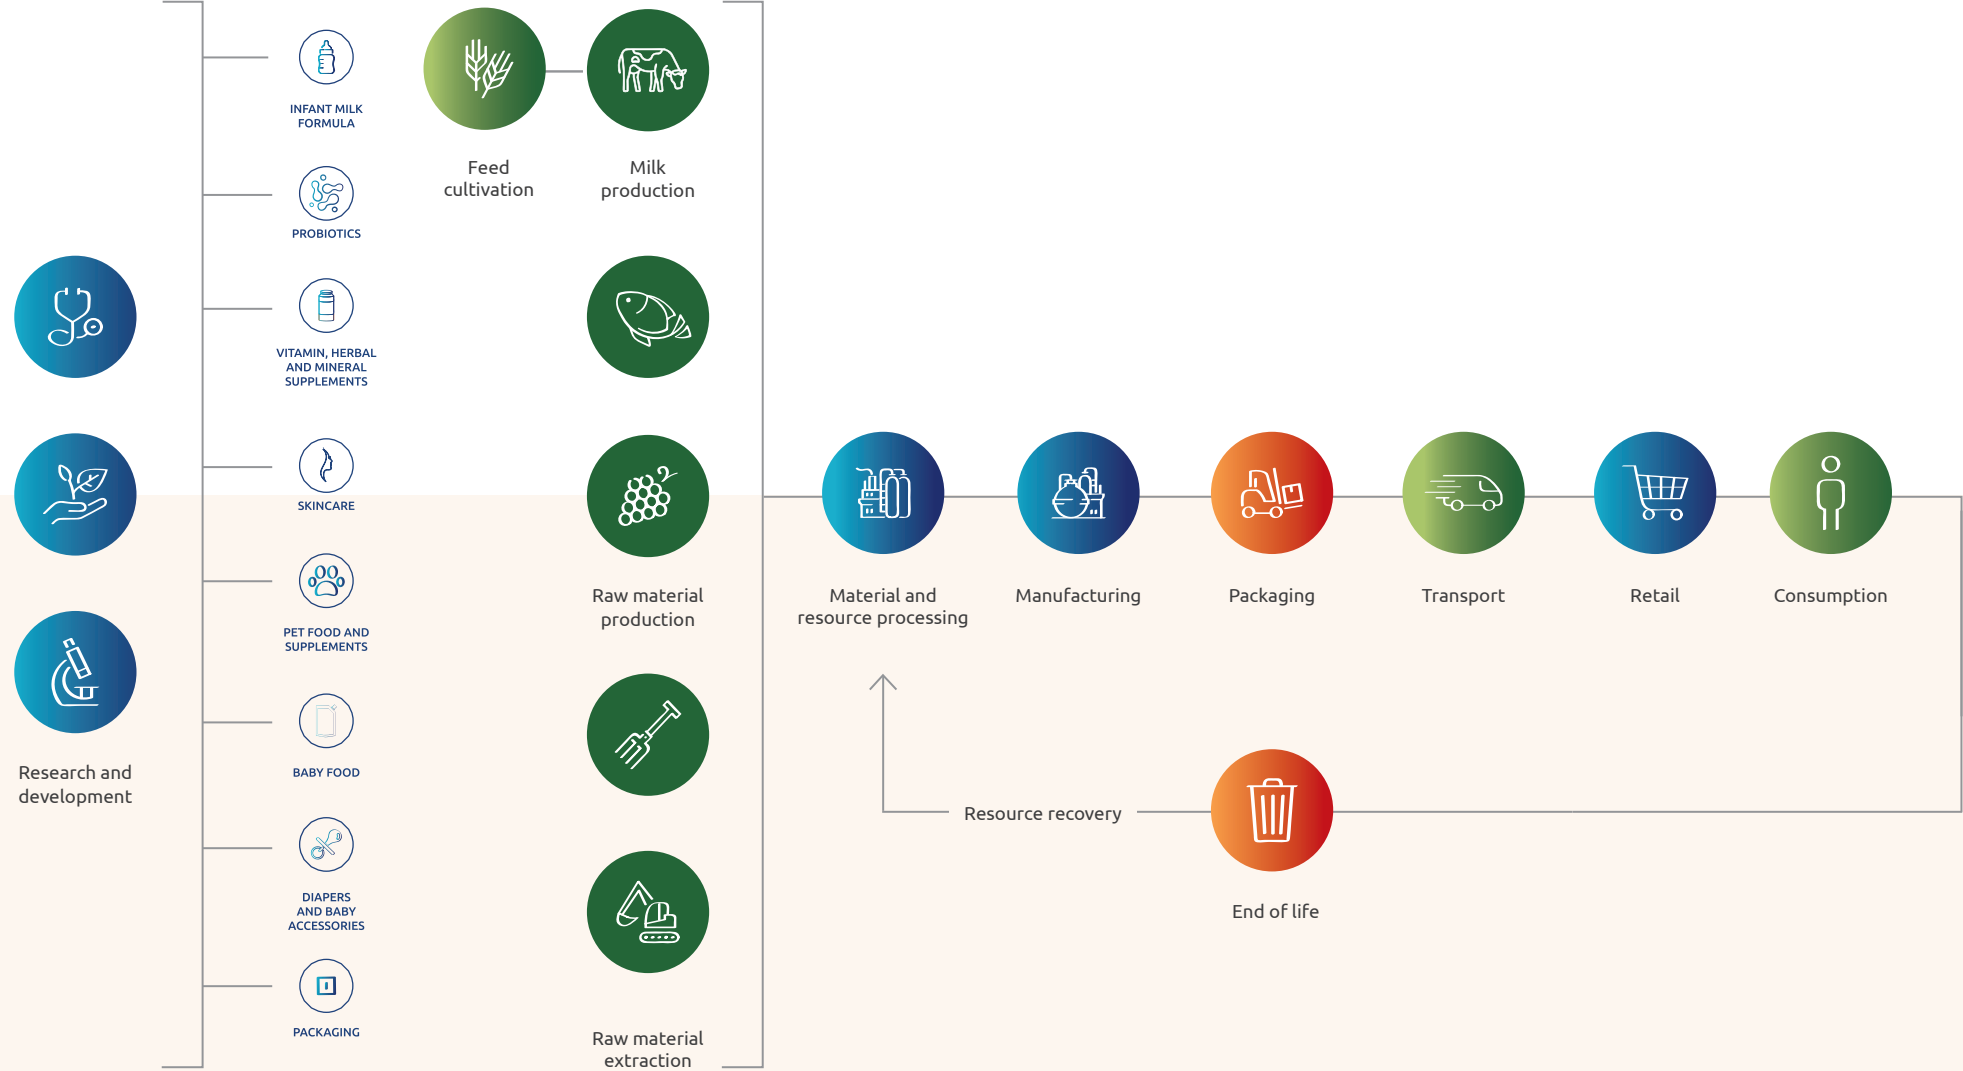 Research and
development
INFANT MILK
FORMULA
PROBIOTICS
VITAMIN, HERBAL
AND MINERAL
SUPPLEMENTS
SKINCARE
PET FOOD AND
SUPPLEMENTS
BABY FOOD
DIAPERS
AND BABY
ACCESSORIES
PACKAGING
Feed
cultivation
Milk
production
Raw material
production
Raw material
extraction
Material and
resource processing
Manufacturing
Packaging
Transport
Retail
Consumption
Resource recovery
End of life